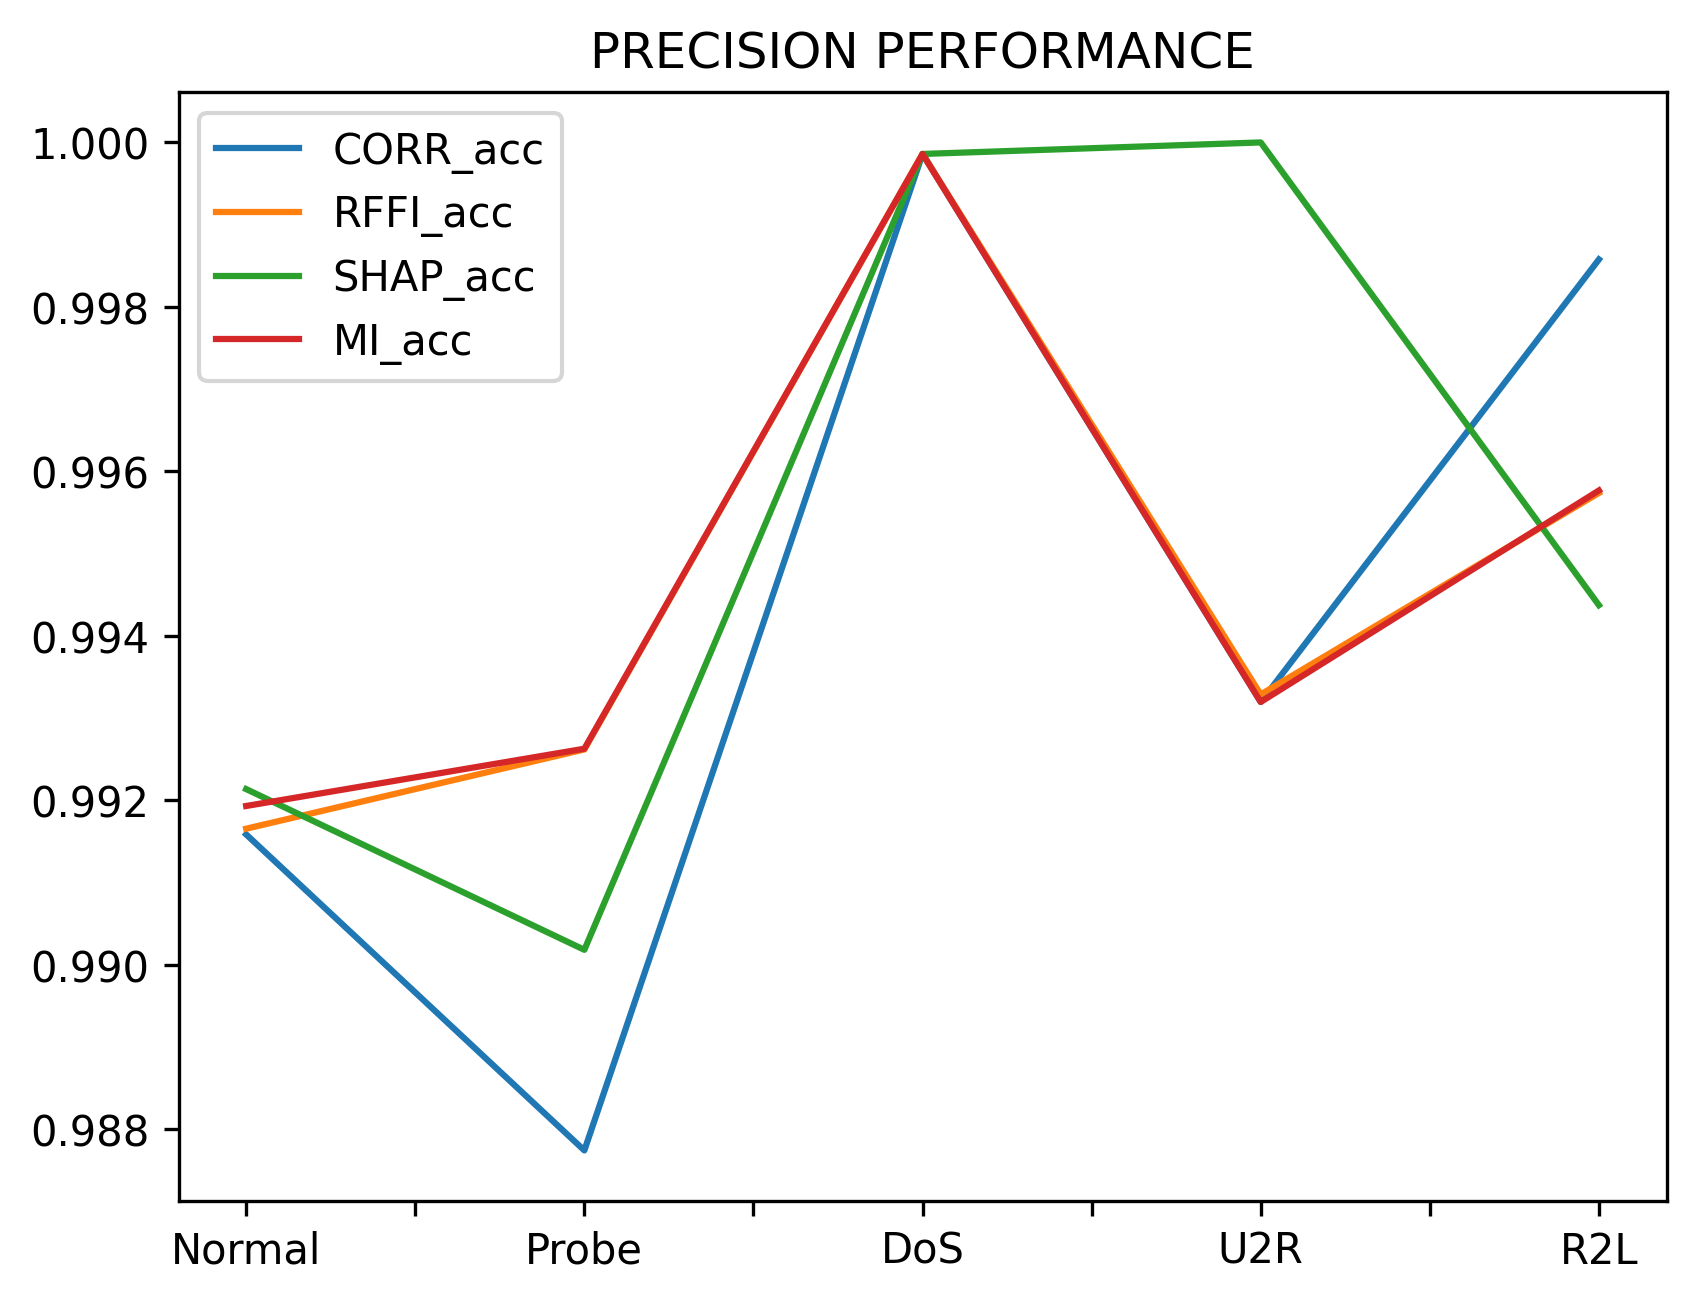 PRECISION PERFORMANCE
CORR_acc
RFFI_acc
SHAP_acc
MI_acc
1.000
0.998
0.996
0.994
0.992
0.990
0.988
Normal Probe DoS U2R R2L